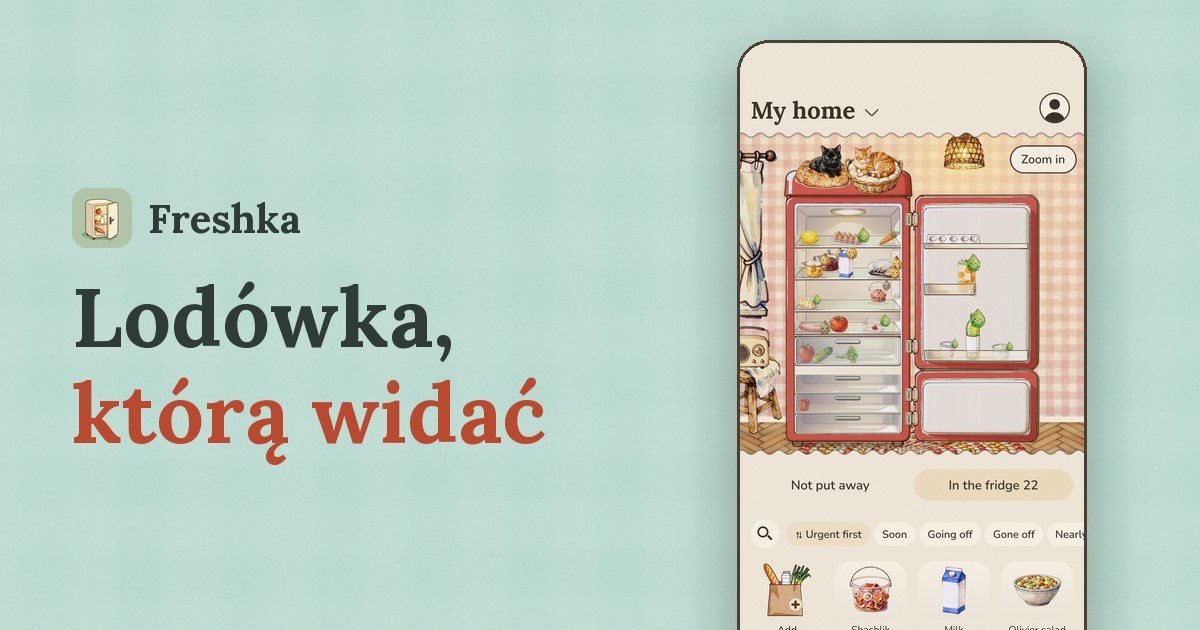 Freshka
Lodówka,
którą widać
My home
Zoom in
Not put away
In the fridge 22
↑↓ Urgent first
Soon
Going off
Gone off
Nearly
Add
Shashlik
Milk
Olivier salad